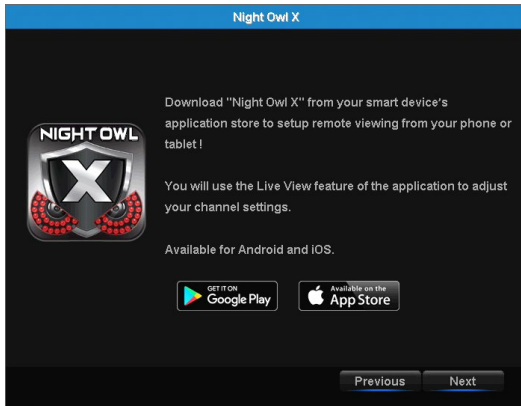 Night Owl X
Download "Night Owl X" from your smart device's
application store to setup remote viewing from your phone or
tablet !
You will use the Live View feature of the application to adjust
your channel settings.
Available for Android and iOS.
NIGHT OWL
X
GET IT ON
Google Play
Available on the
App Store
Previous
Next